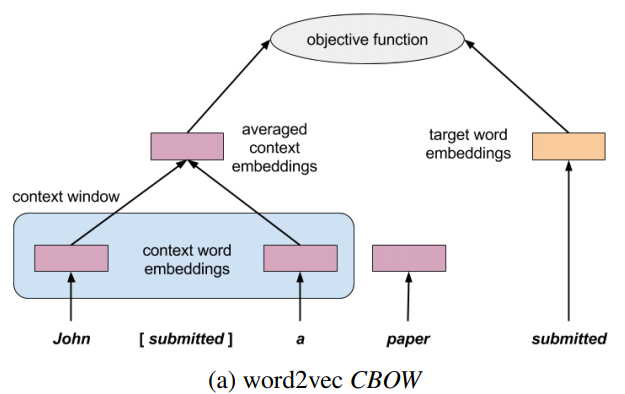 objective function
averaged
context
embeddings
target word
embeddings
context window
context word
embeddings
John [ submitted ] a paper submitted
(a) word2vec CBOW